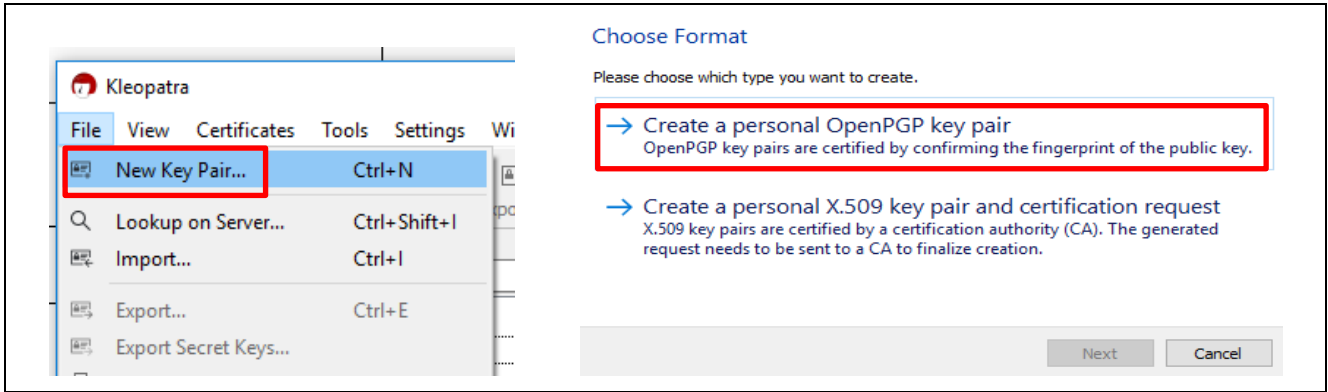 Kleopatra
File View Certificates Tools Settings Wi
New Key Pair... Ctrl+N
Lookup on Server... Ctrl+Shift+I
Import... Ctrl+I
Export... Ctrl+E
Export Secret Keys...
Choose Format
Please choose which type you want to create.
Create a personal OpenPGP key pair
OpenPGP key pairs are certified by confirming the fingerprint of the public key.
Create a personal X.509 key pair and certification request
X.509 key pairs are certified by a certification authority (CA). The generated
request needs to be sent to a CA to finalize creation.
Next Cancel